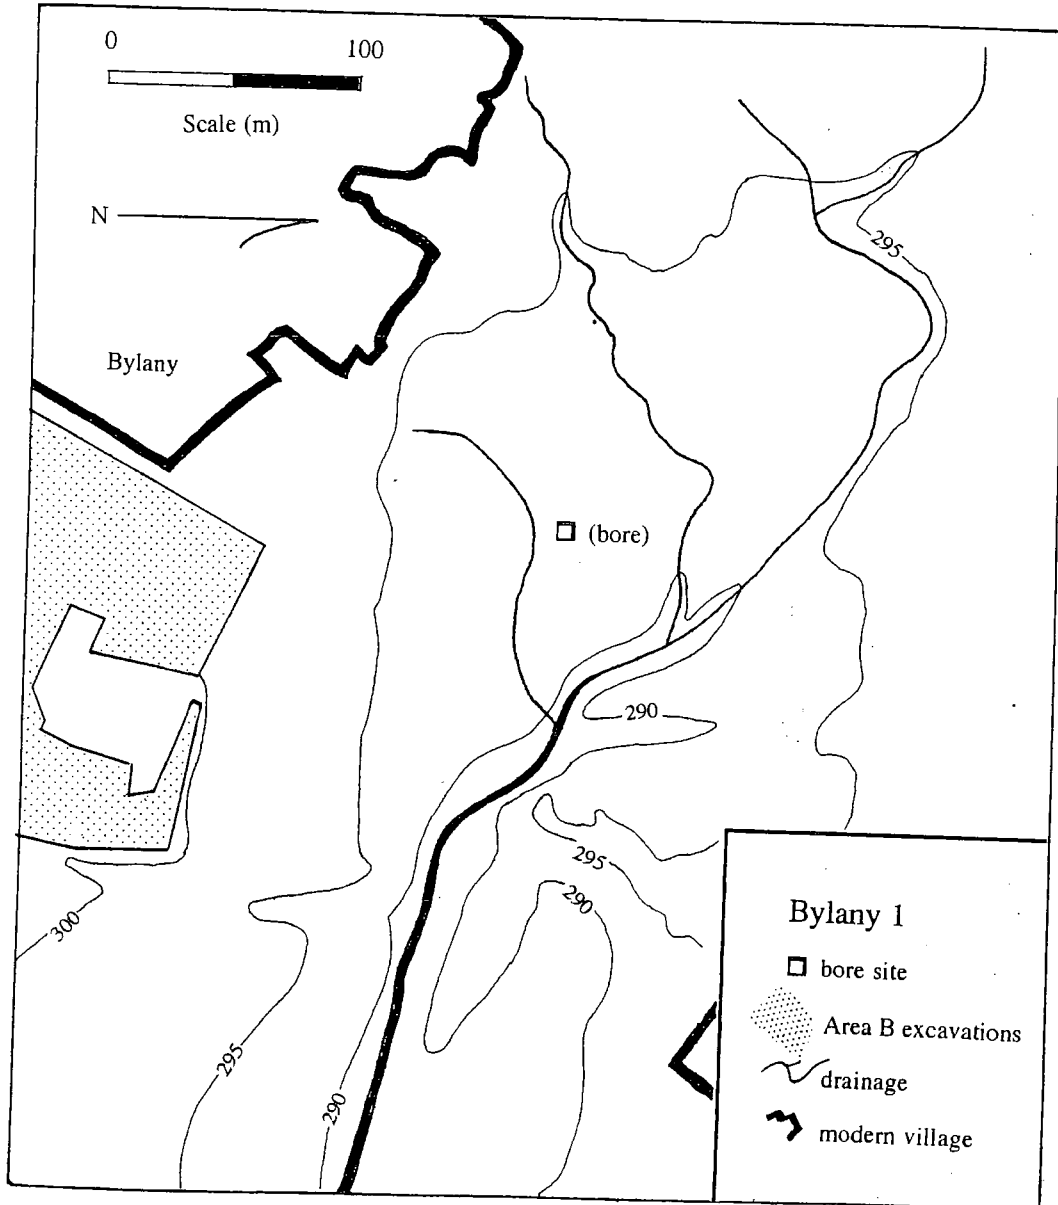 0 100
Scale (m)
N
295
Bylany
(bore)
290
295
290
300
295
290
Bylany 1
bore site
Area B excavations
drainage
modern village